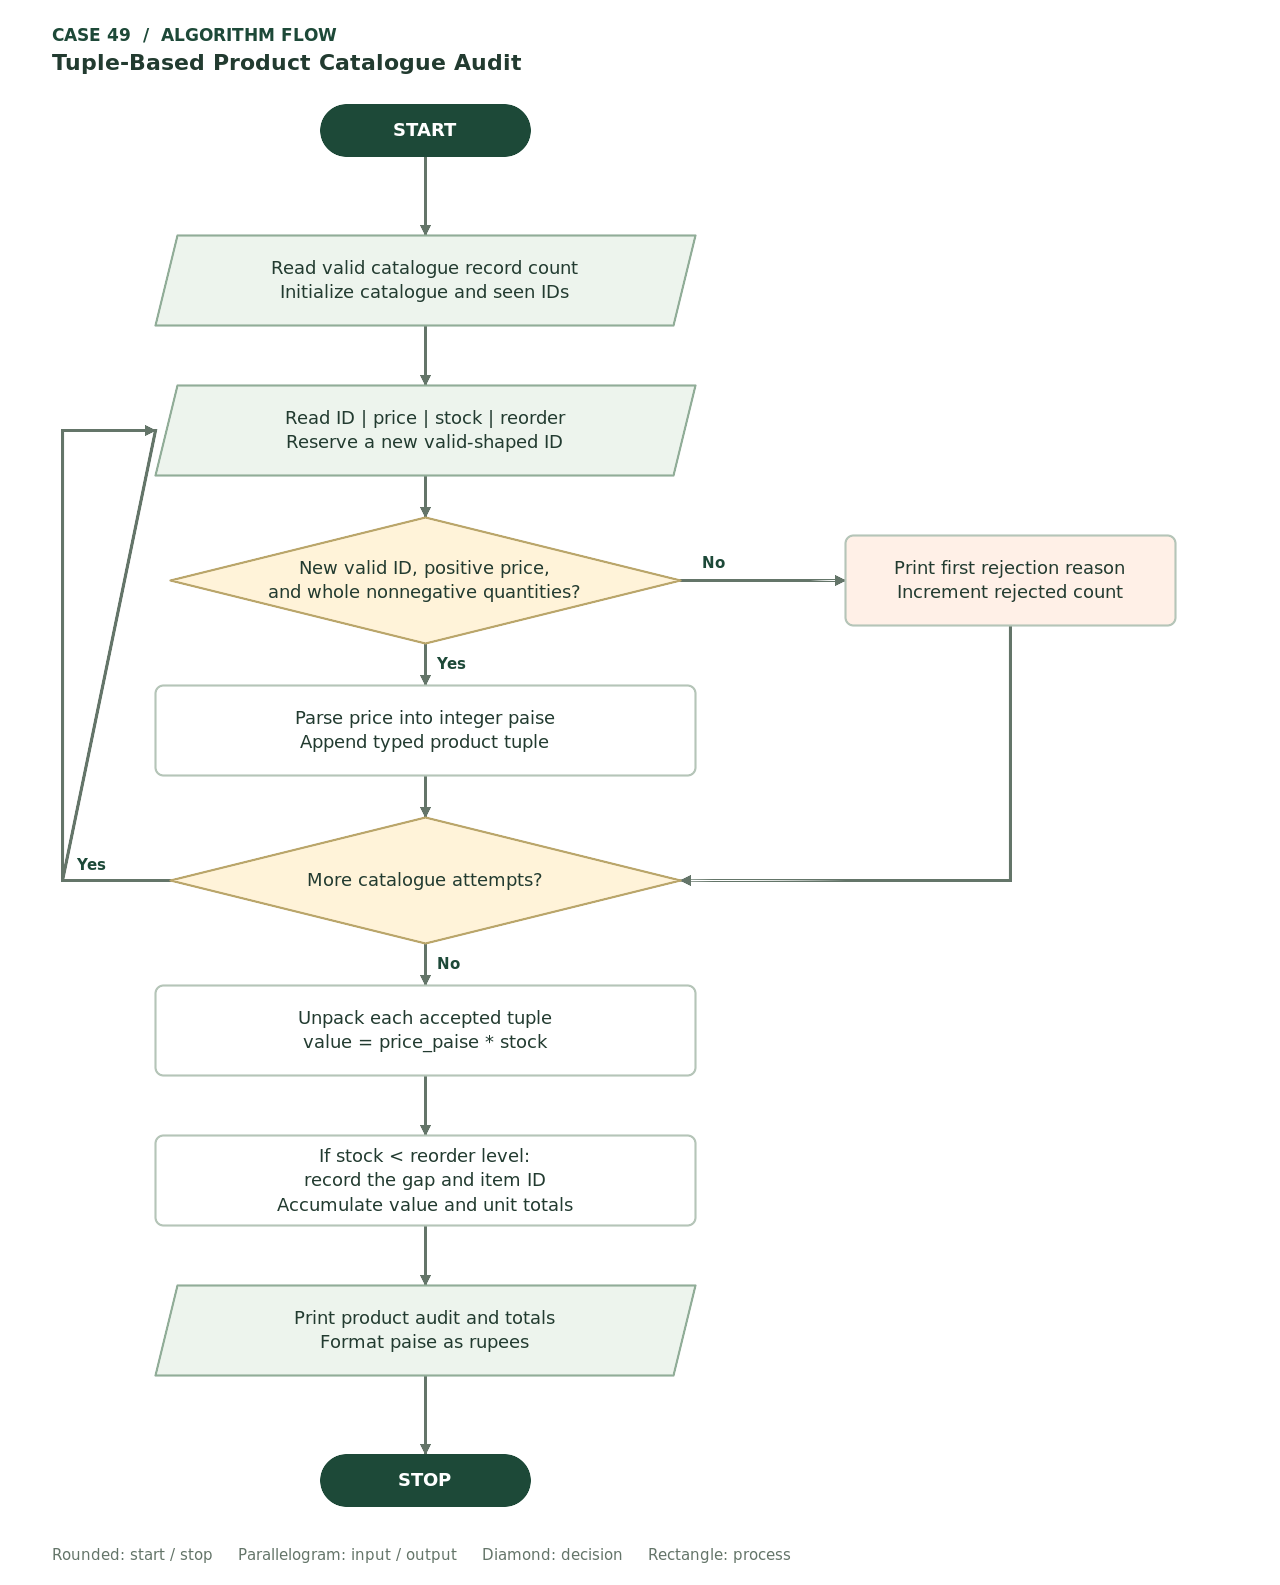 CASE 49 / ALGORITHM FLOW
Tuple-Based Product Catalogue Audit
START
Read valid catalogue record count
Initialize catalogue and seen IDs
Read ID | price | stock | reorder
Reserve a new valid-shaped ID
New valid ID, positive price,
and whole nonnegative quantities?
No
Print first rejection reason
Increment rejected count
Yes
Parse price into integer paise
Append typed product tuple
Yes
More catalogue attempts?
No
Unpack each accepted tuple
value = price_paise * stock
If stock < reorder level:
record the gap and item ID
Accumulate value and unit totals
Print product audit and totals
Format paise as rupees
STOP
Rounded: start / stop Parallelogram: input / output Diamond: decision Rectangle: process